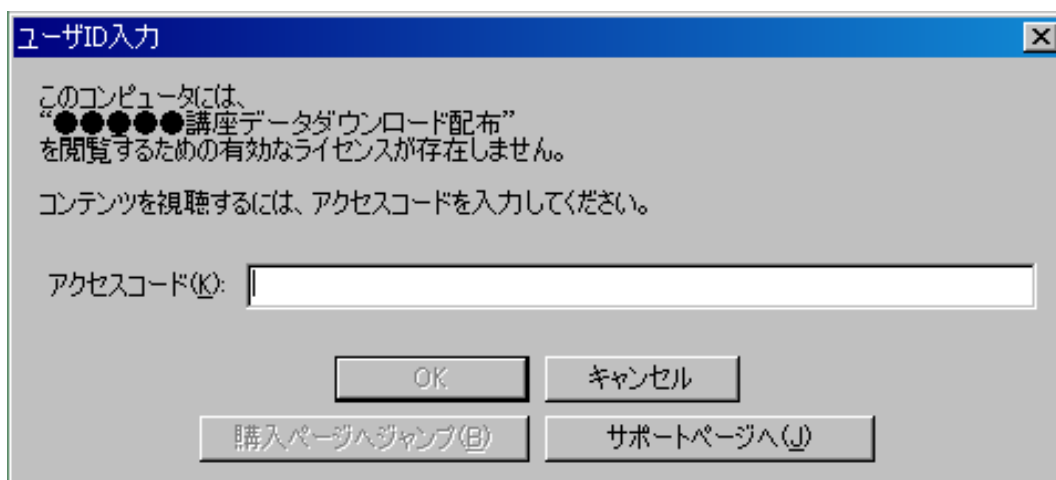 ユーザID入力
このコンピュータには、
“●●●●●講座データダウンロード配布”
を閲覧するための有効なライセンスが存在しません。
コンテンツを視聴するには、アクセスコードを入力してください。
アクセスコード(K):
OK キャンセル
購入ページへジャンプ(B) サポートページへ(J)